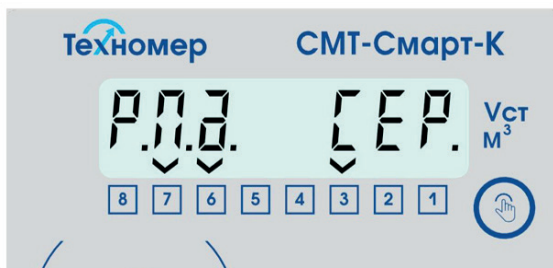 Техномер
СМТ-Смарт-К
Р.П.д. СЕР.
Vст
м³
8 7 6 5 4 3 2 1